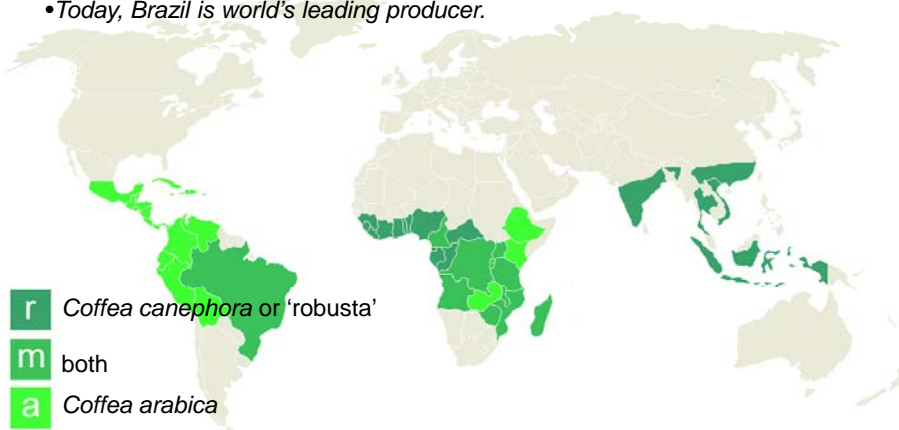 •Today, Brazil is world's leading producer.
r Coffea canephora or ‘robusta’
m both
a Coffea arabica